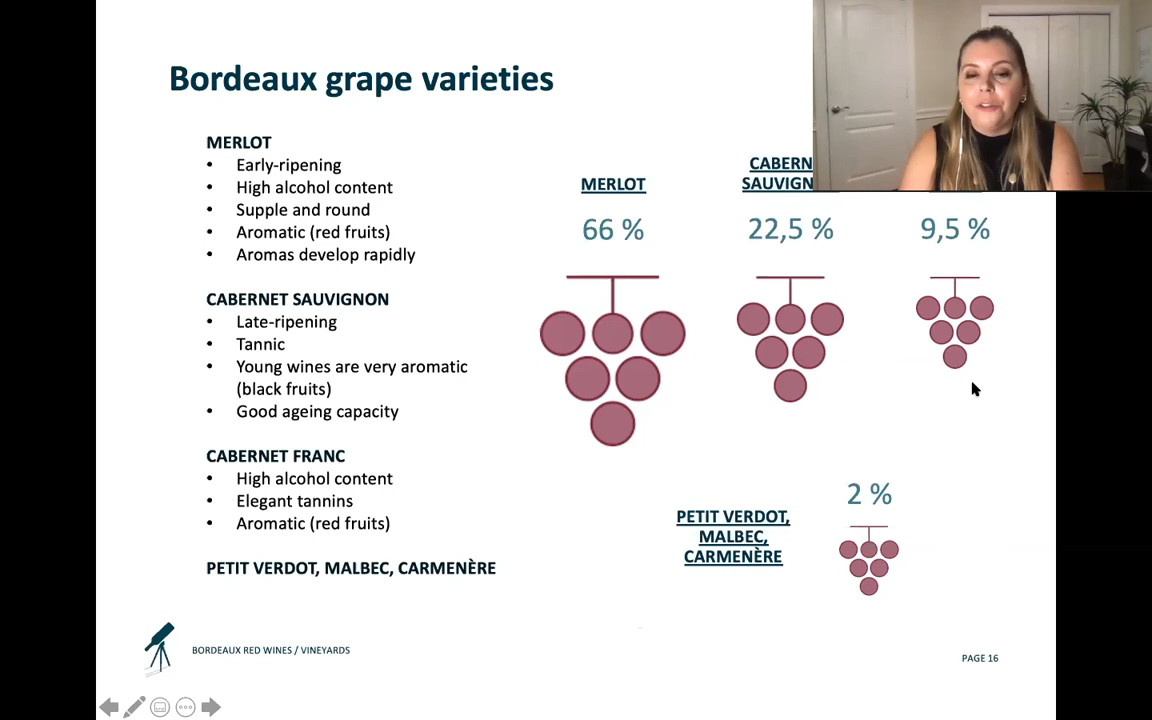 Bordeaux grape varieties
MERLOT
• Early-ripening
• High alcohol content
• Supple and round
• Aromatic (red fruits)
• Aromas develop rapidly
CABERNET SAUVIGNON
• Late-ripening
• Tannic
• Young wines are very aromatic
(black fruits)
• Good ageing capacity
CABERNET FRANC
• High alcohol content
• Elegant tannins
• Aromatic (red fruits)
PETIT VERDOT, MALBEC, CARMENÈRE
MERLOT
66 %
CABERN
SAUVIGN
22,5 %
9,5 %
PETIT VERDOT,
MALBEC,
CARMENÈRE
2 %
BORDEAUX RED WINES / VINEYARDS
PAGE 16